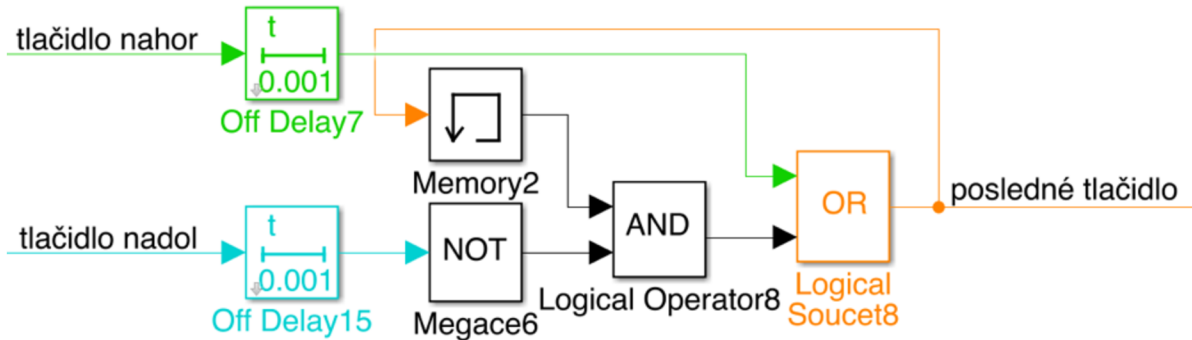 tlačidlo nahor
t
0.001
Off Delay7
Memory2
tlačidlo nadol
t
0.001
Off Delay15
NOT
Megace6
AND
Logical Operator8
OR
Logical
Soucet8
posledné tlačidlo